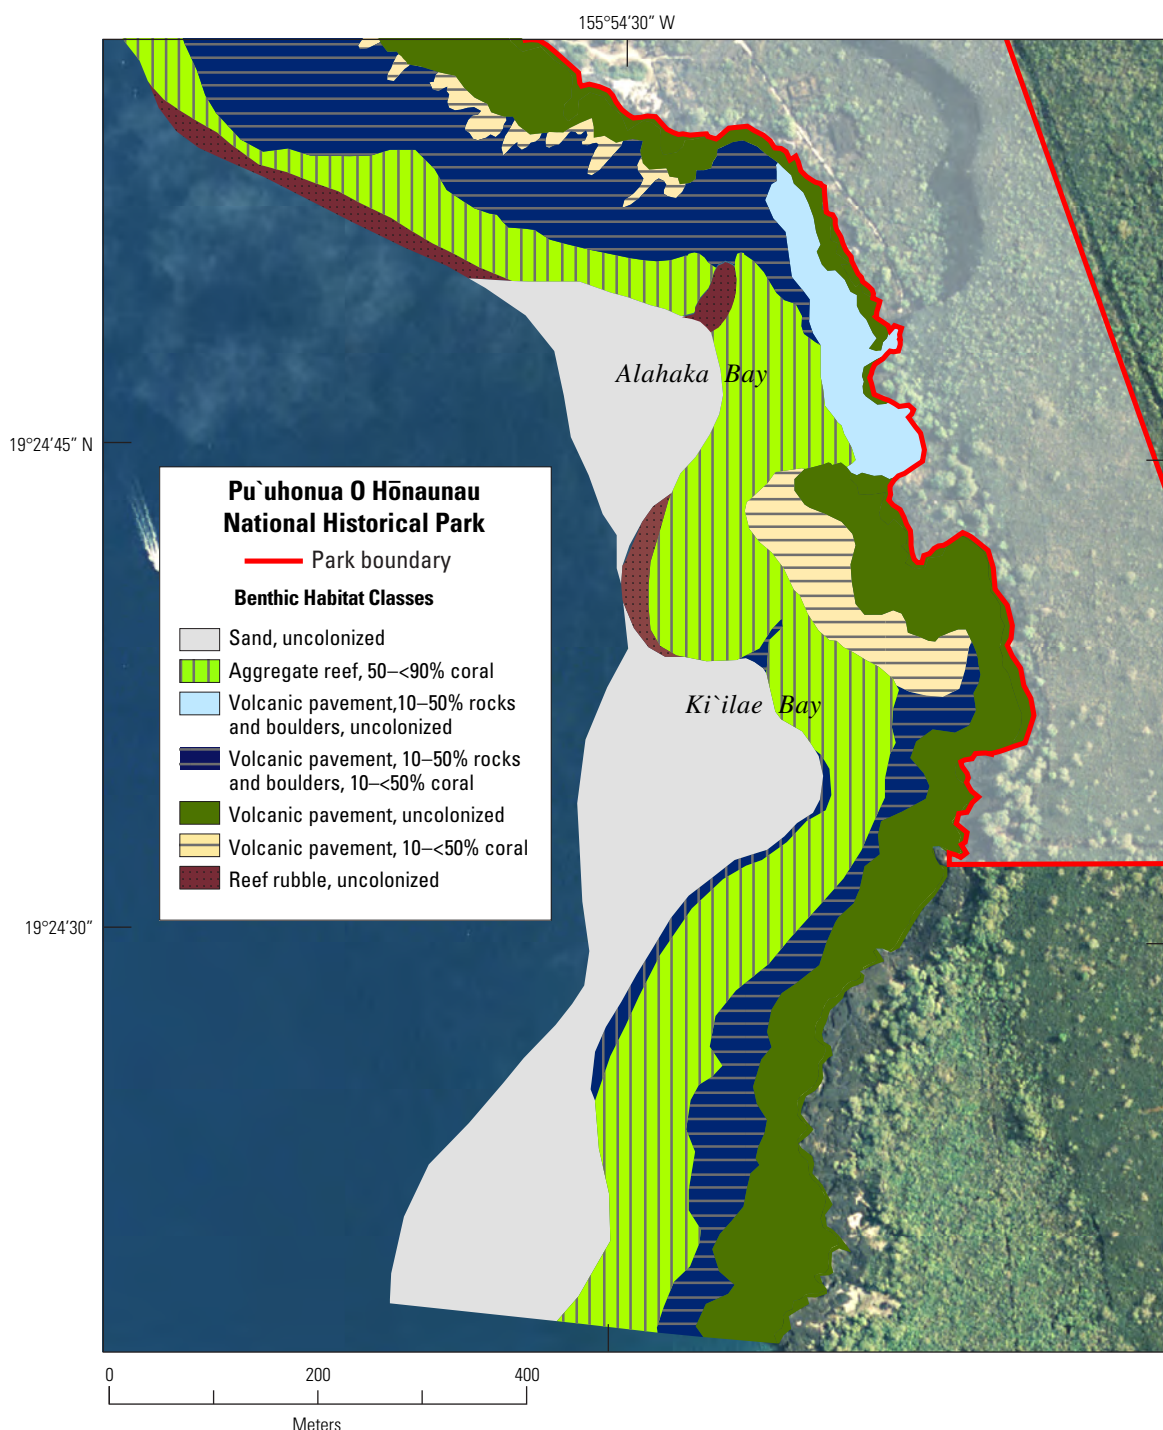 155°54'30" W
Alahaka Bay
19°24'45" N
Pu`uhonua O Hōnaunau
National Historical Park
Park boundary
Benthic Habitat Classes
Sand, uncolonized
Aggregate reef, 50–<90% coral
Volcanic pavement,10–50% rocks
and boulders, uncolonized
Volcanic pavement, 10–50% rocks
and boulders, 10–<50% coral
Volcanic pavement, uncolonized
Volcanic pavement, 10–<50% coral
Reef rubble, uncolonized
Ki`ilae Bay
19°24'30"
0 200 400
Meters